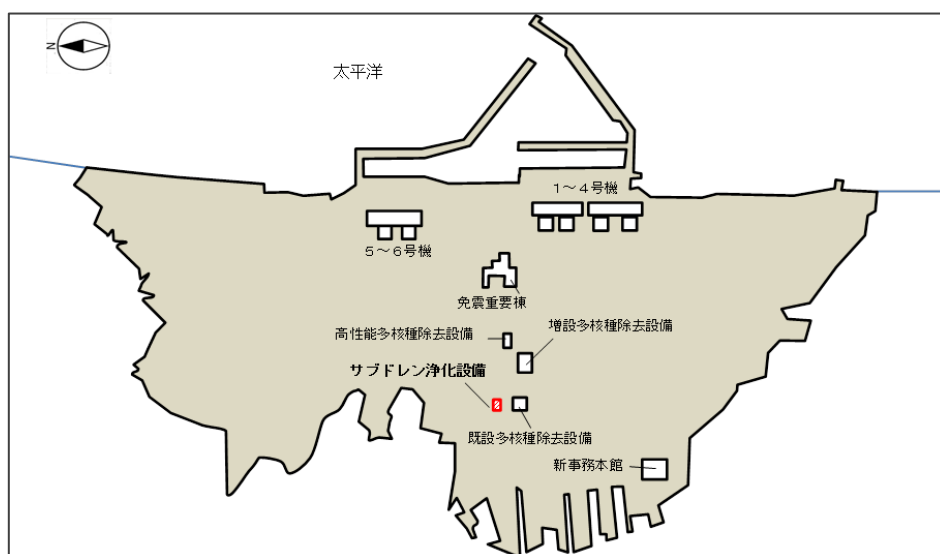 N
太平洋
1～4号機
5～6号機
免震重要棟
高性能多核種除去設備
増設多核種除去設備
サブドレン浄化設備
既設多核種除去設備
新事務本館